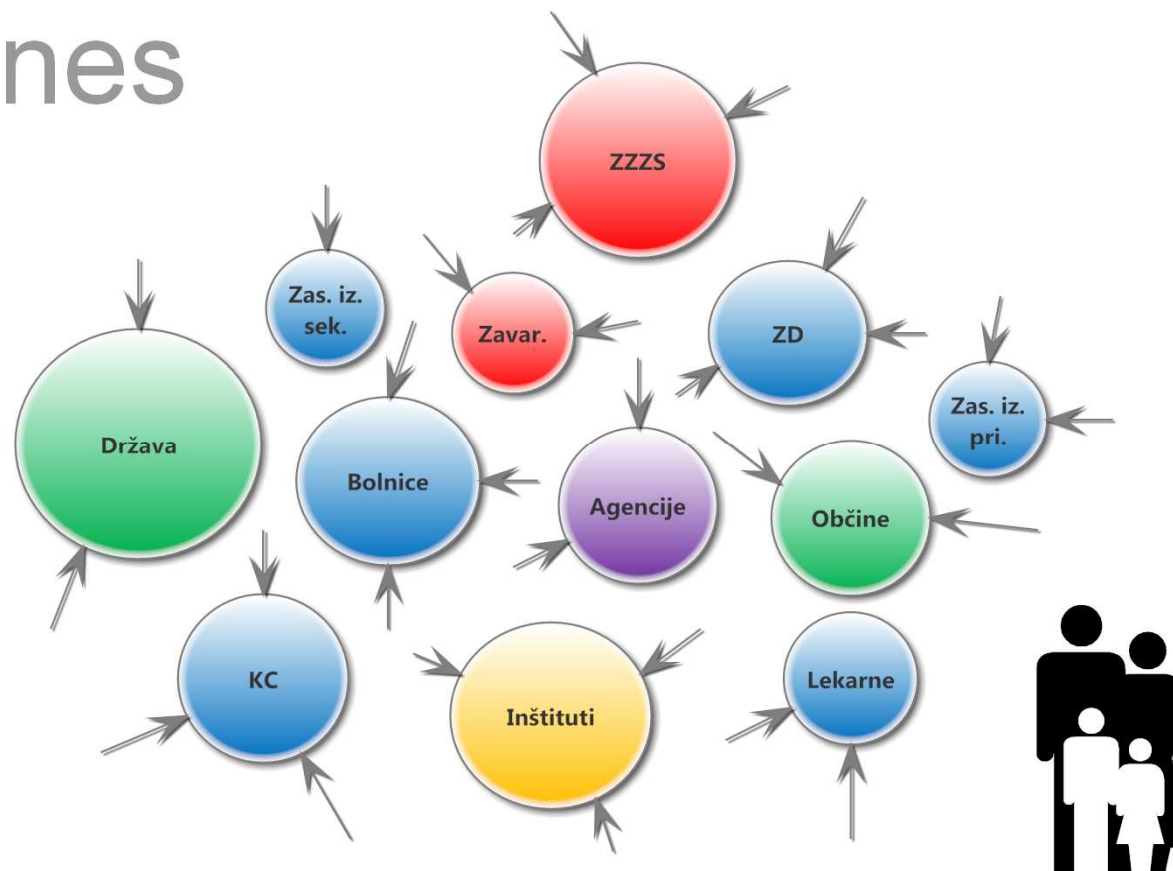 nes
ZZZS
Zas. iz.
sek.
Zavar.
ZD
Država
Zas. iz.
pri.
Bolnice
Agencije
Občine
KC
Inštituti
Lekarne